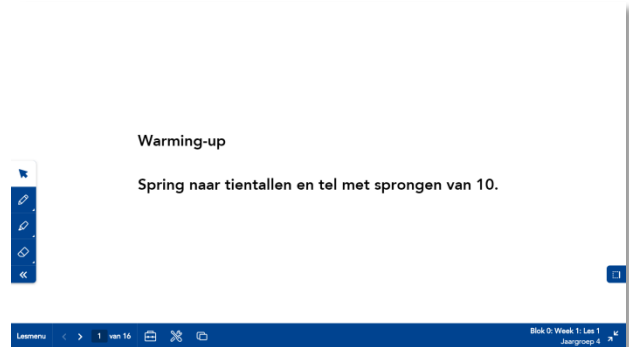 Warming-up
Spring naar tientallen en tel met sprongen van 10.
Lesmenu
1 van 16
Blok 0: Week 1: Les 1
Jaargroep 4